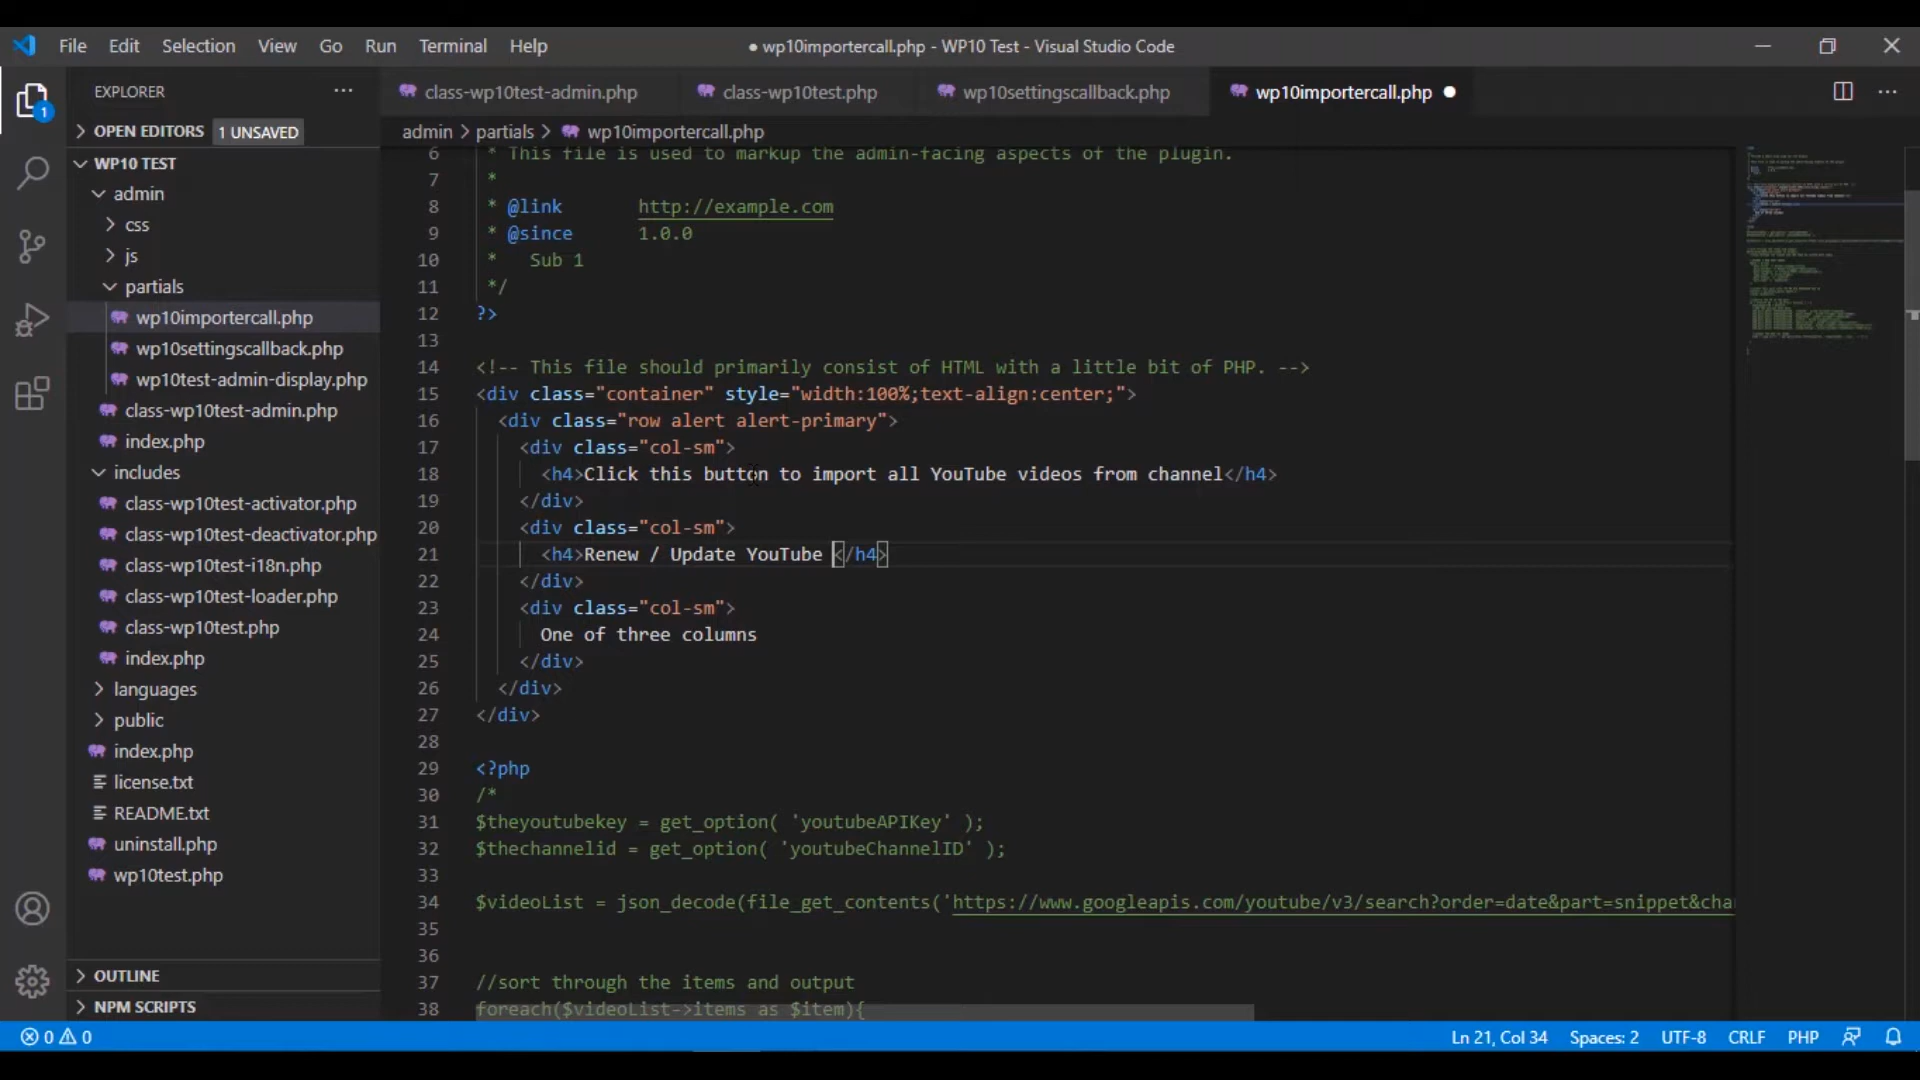 File Edit Selection View Go Run Terminal Help
● wp10importercall.php - WP10 Test - Visual Studio Code
EXPLORER
class-wp10test-admin.php
class-wp10test.php
wp10settingscallback.php
wp10importercall.php
1
OPEN EDITORS 1 UNSAVED
WP10 TEST
admin
css
js
partials
wp10importercall.php
wp10settingscallback.php
wp10test-admin-display.php
class-wp10test-admin.php
index.php
includes
class-wp10test-activator.php
class-wp10test-deactivator.php
class-wp10test-i18n.php
class-wp10test-loader.php
class-wp10test.php
index.php
languages
public
index.php
license.txt
README.txt
uninstall.php
wp10test.php
OUTLINE
NPM SCRIPTS
admin > partials > wp10importercall.php
6 * This file is used to markup the admin-facing aspects of the plugin.
7 *
8 * @link http://example.com
9 * @since 1.0.0
10 * Sub 1
11 */
12 ?>
13
14 <!-- This file should primarily consist of HTML with a little bit of PHP. -->
15 <div class="container" style="width:100%;text-align:center;">
16 <div class="row alert alert-primary">
17 <div class="col-sm">
18 <h4>Click this button to import all YouTube videos from channel</h4>
19 </div>
20 <div class="col-sm">
21 <h4>Renew / Update YouTube </h4>
22 </div>
23 <div class="col-sm">
24 One of three columns
25 </div>
26 </div>
27 </div>
28
29 <?php
30 /*
31 $theyoutubekey = get_option( 'youtubeAPIKey' );
32 $thechannelid = get_option( 'youtubeChannelID' );
33
34 $videoList = json_decode(file_get_contents('https://www.googleapis.com/youtube/v3/search?order=date&part=snippet&cha
35
36
37 //sort through the items and output
38 foreach($videoList->items as $item){
0 0
Ln 21, Col 34 Spaces: 2 UTF-8 CRLF PHP